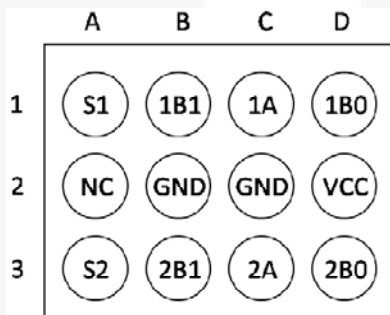 A B C D
1 S1 1B1 1A 1B0
2 NC GND GND VCC
3 S2 2B1 2A 2B0